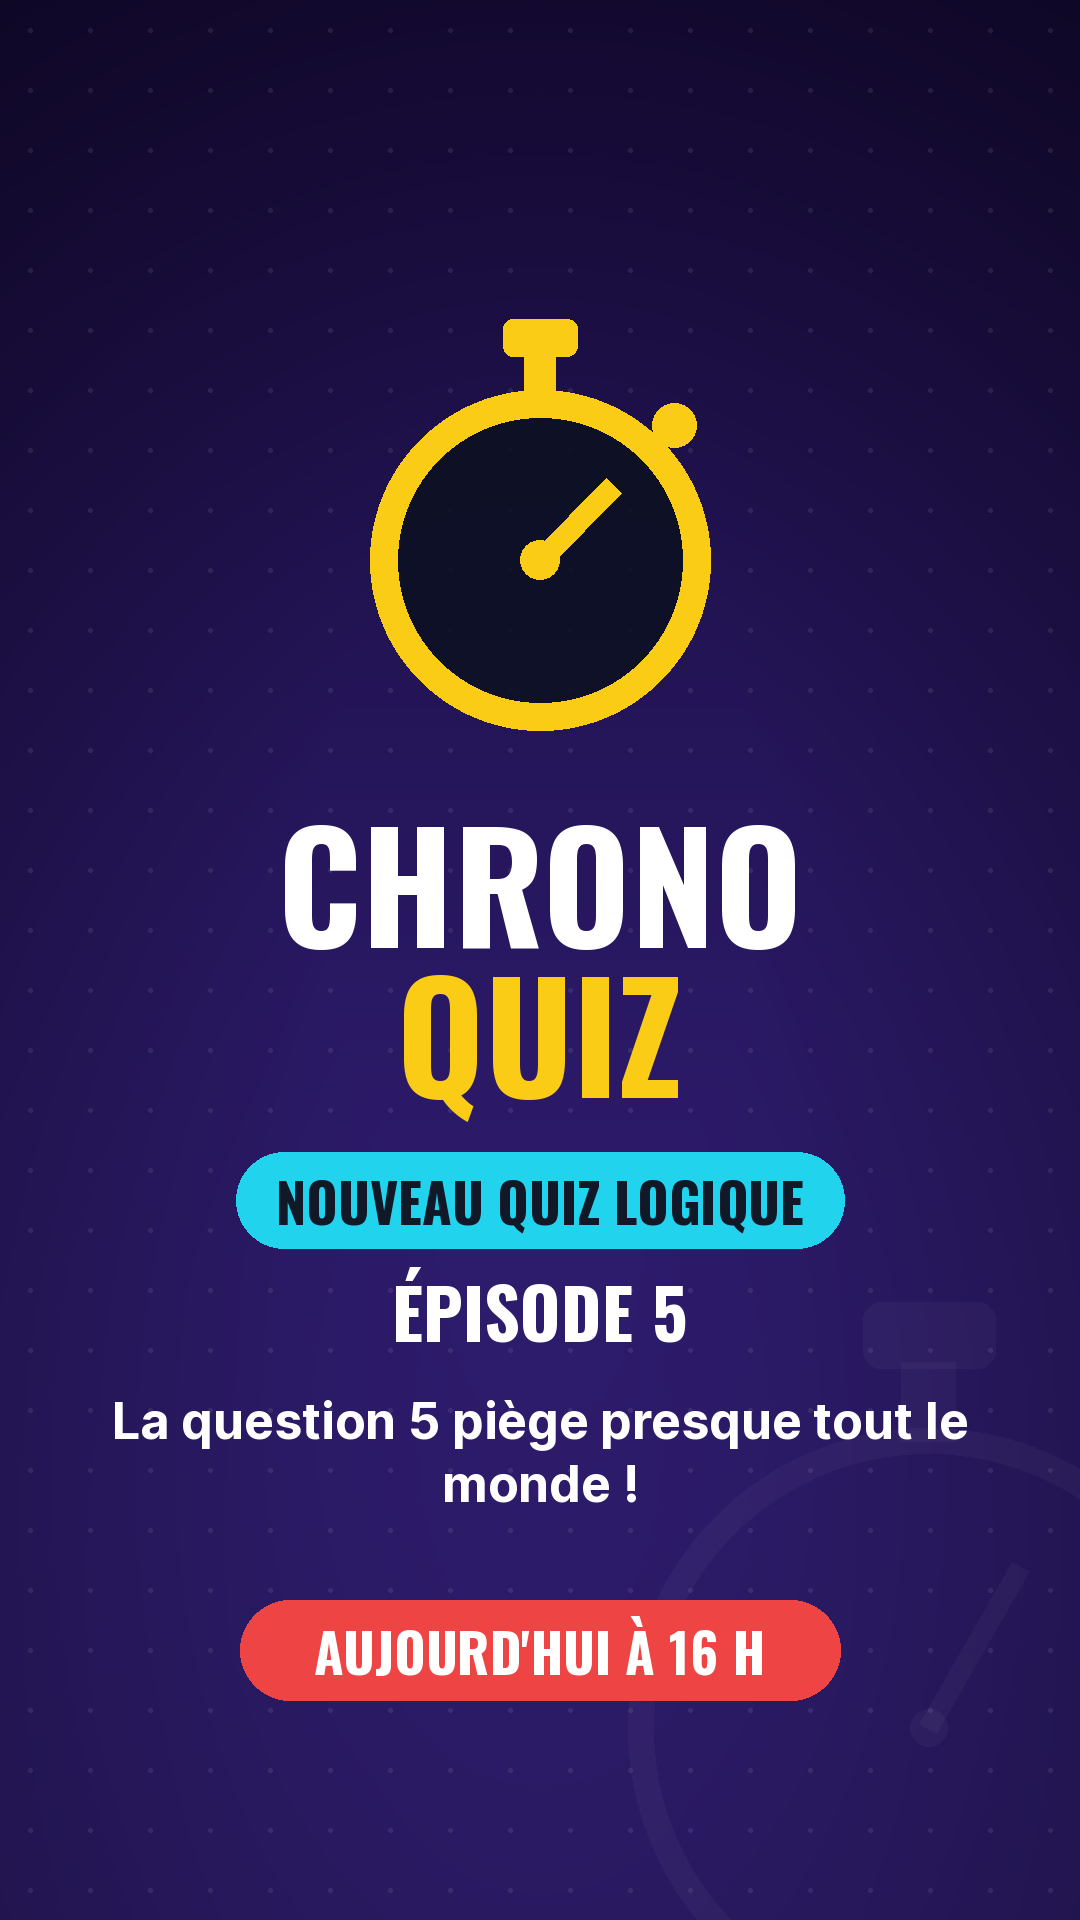 CHRONO
QUIZ
NOUVEAU QUIZ LOGIQUE
ÉPISODE 5
La question 5 piège presque tout le
monde !
AUJOURD'HUI À 16 H